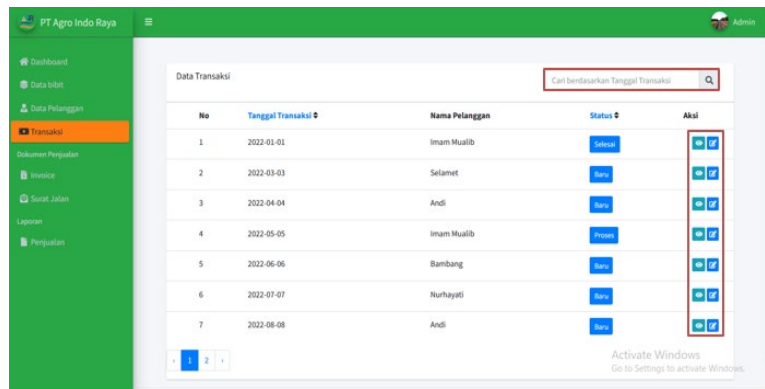 PT Agro Indo Raya
Admin
Dashboard
Data bibit
Data Pelanggan
Transaksi
Dokumen Penjualan
Invoice
Surat Jalan
Laporan
Penjualan
Data Transaksi
Cari berdasarkan Tanggal Transaksi
No Tanggal Transaksi Nama Pelanggan Status Aksi
1 2022-01-01 Imam Mualib Selesai
2 2022-03-03 Selamet Baru
3 2022-04-04 Andi Baru
4 2022-05-05 Imam Mualib Proses
5 2022-06-06 Bambang Baru
6 2022-07-07 Nurhayati Baru
7 2022-08-08 Andi Baru
‹ 1 2 ›
Activate Windows
Go to Settings to activate Windows.